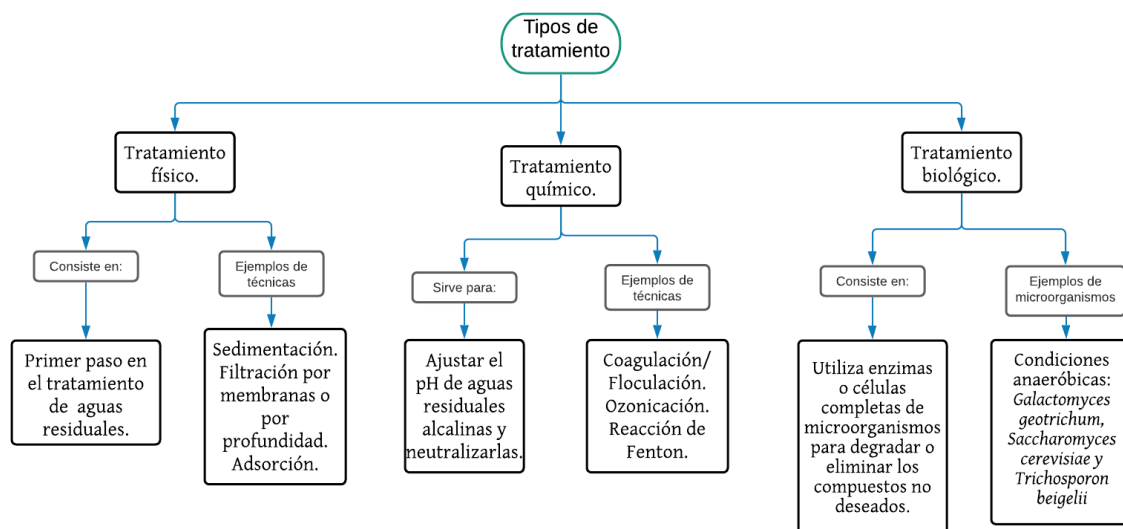 Tipos de
tratamiento
Tratamiento
físico.
Tratamiento
químico.
Tratamiento
biológico.
Consiste en:
Ejemplos de
técnicas
Sirve para:
Ejemplos de
técnicas
Consiste en:
Ejemplos de
microorganismos
Primer paso en
el tratamiento
de aguas
residuales.
Sedimentación.
Filtración por
membranas o
por
profundidad.
Adsorción.
Ajustar el
pH de aguas
residuales
alcalinas y
neutralizarlas.
Coagulación/
Floculación.
Ozonicación.
Reacción de
Fenton.
Utiliza enzimas
o células
completas de
microorganismos
para degradar o
eliminar los
compuestos no
deseados.
Condiciones
anaeróbicas:
Galactomyces
geotrichum,
Saccharomyces
cerevisiae y
Trichosporon
beigelii